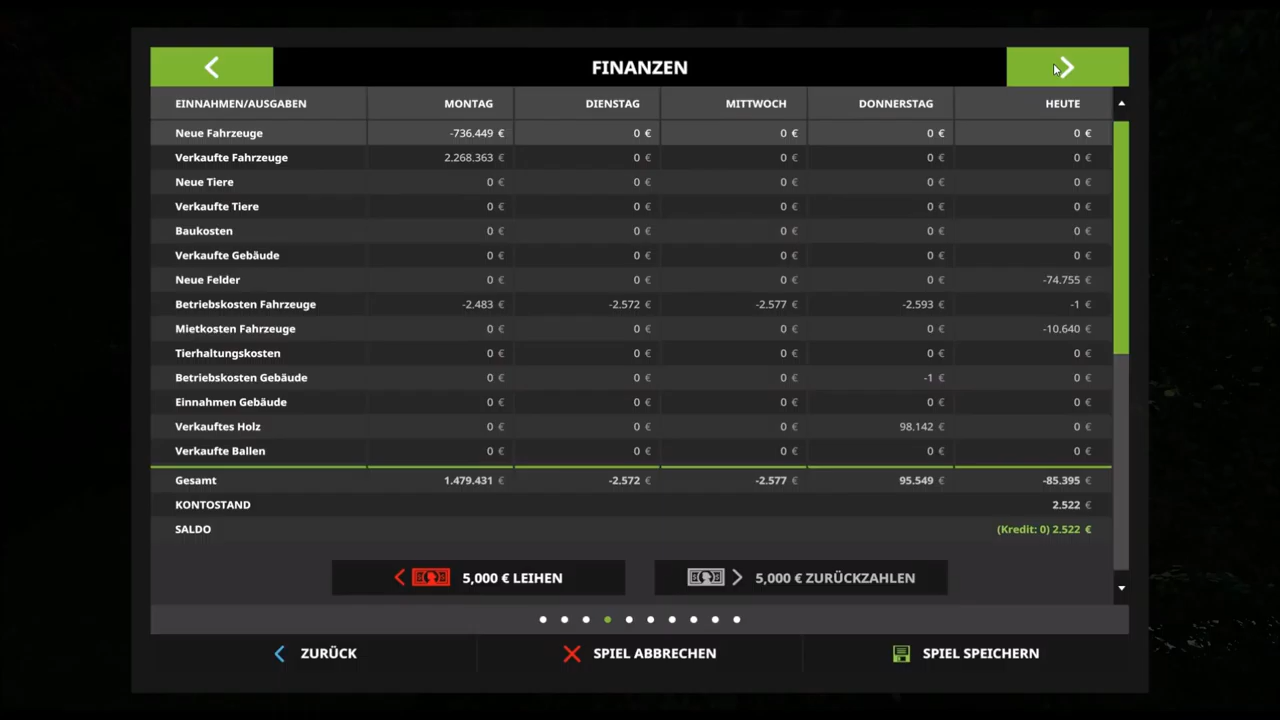 FINANZEN
EINNAHMEN/AUSGABEN MONTAG DIENSTAG MITTWOCH DONNERSTAG HEUTE
Neue Fahrzeuge -736.449 € 0 € 0 € 0 € 0 €
Verkaufte Fahrzeuge 2.268.363 € 0 € 0 € 0 € 0 €
Neue Tiere 0 € 0 € 0 € 0 € 0 €
Verkaufte Tiere 0 € 0 € 0 € 0 € 0 €
Baukosten 0 € 0 € 0 € 0 € 0 €
Verkaufte Gebäude 0 € 0 € 0 € 0 € 0 €
Neue Felder 0 € 0 € 0 € 0 € -74.755 €
Betriebskosten Fahrzeuge -2.483 € -2.572 € -2.577 € -2.593 € -1 €
Mietkosten Fahrzeuge 0 € 0 € 0 € 0 € -10.640 €
Tierhaltungskosten 0 € 0 € 0 € 0 € 0 €
Betriebskosten Gebäude 0 € 0 € 0 € -1 € 0 €
Einnahmen Gebäude 0 € 0 € 0 € 0 € 0 €
Verkauftes Holz 0 € 0 € 0 € 98.142 € 0 €
Verkaufte Ballen 0 € 0 € 0 € 0 € 0 €
Gesamt 1.479.431 € -2.572 € -2.577 € 95.549 € -85.395 €
KONTOSTAND 2.522 €
SALDO (Kredit: 0) 2.522 €
5,000 € LEIHEN 5,000 € ZURÜCKZAHLEN
ZURÜCK SPIEL ABBRECHEN SPIEL SPEICHERN